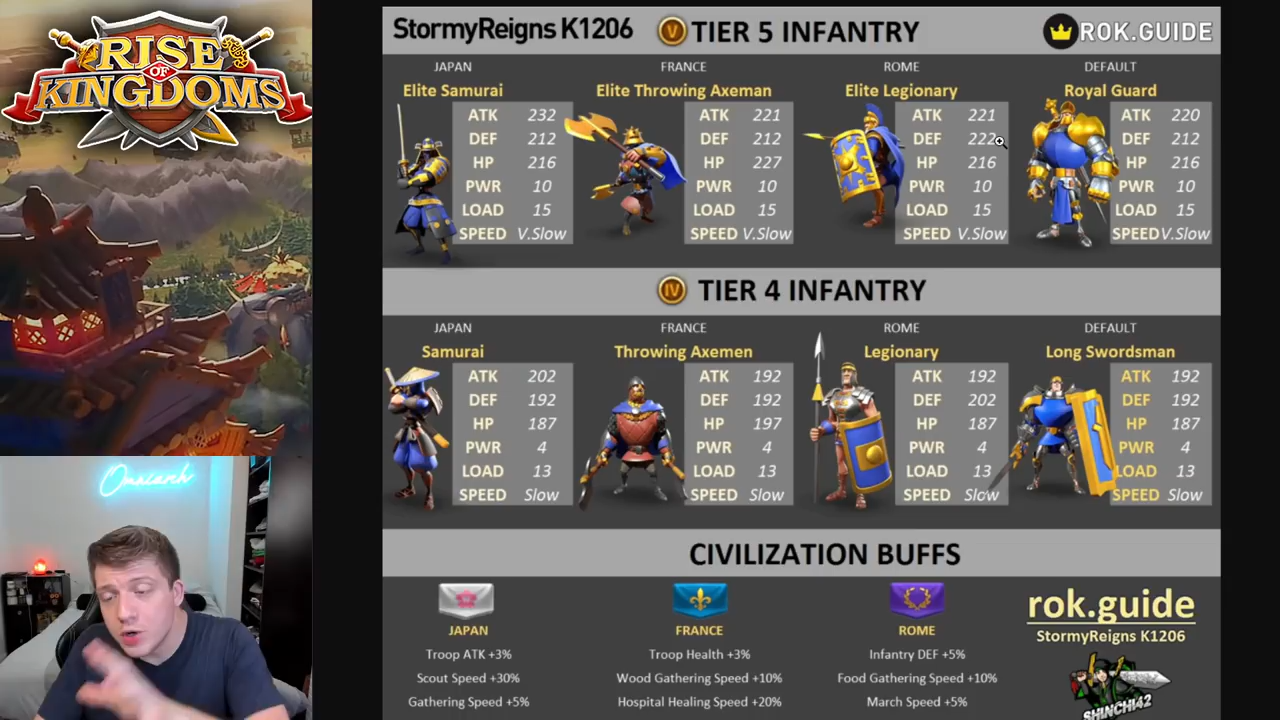 RISE
OF
KINGDOMS
Omniarch
StormyReigns K1206
V TIER 5 INFANTRY
ROK.GUIDE
JAPAN
Elite Samurai
ATK 232
DEF 212
HP 216
PWR 10
LOAD 15
SPEED V.Slow
FRANCE
Elite Throwing Axeman
ATK 221
DEF 212
HP 227
PWR 10
LOAD 15
SPEED V.Slow
ROME
Elite Legionary
ATK 221
DEF 222
HP 216
PWR 10
LOAD 15
SPEED V.Slow
DEFAULT
Royal Guard
ATK 220
DEF 212
HP 216
PWR 10
LOAD 15
SPEED V.Slow
IV TIER 4 INFANTRY
JAPAN
Samurai
ATK 202
DEF 192
HP 187
PWR 4
LOAD 13
SPEED Slow
FRANCE
Throwing Axemen
ATK 192
DEF 192
HP 197
PWR 4
LOAD 13
SPEED Slow
ROME
Legionary
ATK 192
DEF 202
HP 187
PWR 4
LOAD 13
SPEED Slow
DEFAULT
Long Swordsman
ATK 192
DEF 192
HP 187
PWR 4
LOAD 13
SPEED Slow
CIVILIZATION BUFFS
JAPAN
Troop ATK +3%
Scout Speed +30%
Gathering Speed +5%
FRANCE
Troop Health +3%
Wood Gathering Speed +10%
Hospital Healing Speed +20%
ROME
Infantry DEF +5%
Food Gathering Speed +10%
March Speed +5%
rok.guide
StormyReigns K1206
SHINCHI42